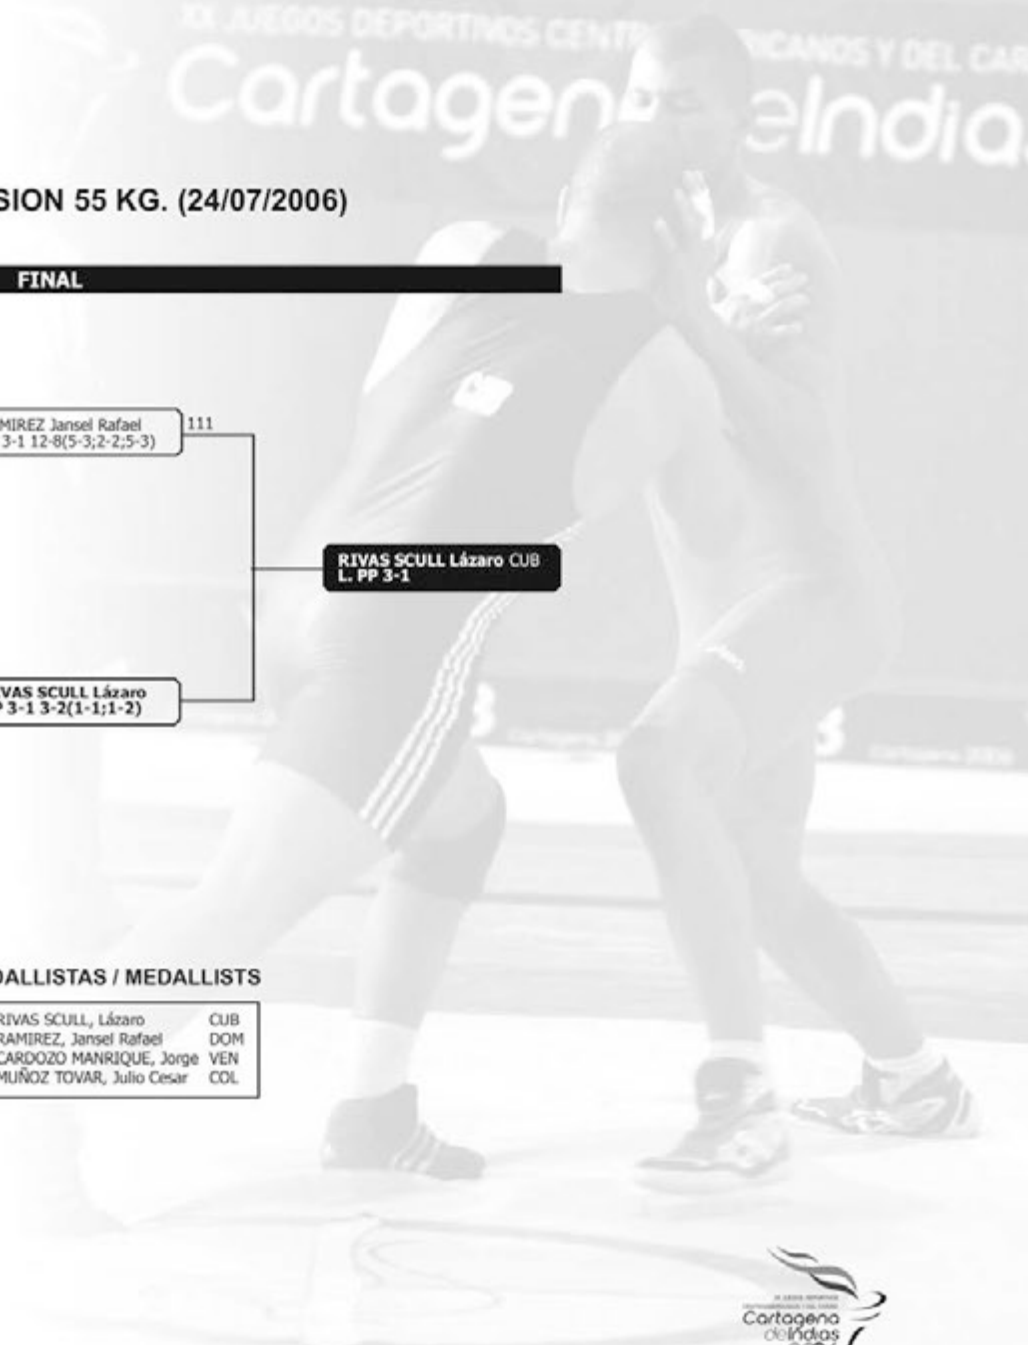 XX JUEGOS DEPORTIVOS CENT RICANOS Y DEL CAR
Cartagen eIndias
SION 55 KG. (24/07/2006)
FINAL
MIREZ Jansel Rafael
3-1 12-8(5-3;2-2;5-3)
111
RIVAS SCULL Lázaro CUB
L. PP 3-1
VAS SCULL Lázaro
P 3-1 3-2(1-1;1-2)
DALLISTAS / MEDALLISTS
RIVAS SCULL, Lázaro CUB
RAMIREZ, Jansel Rafael DOM
CARDOZO MANRIQUE, Jorge VEN
MUÑOZ TOVAR, Julio Cesar COL
Cartagena
deIndias